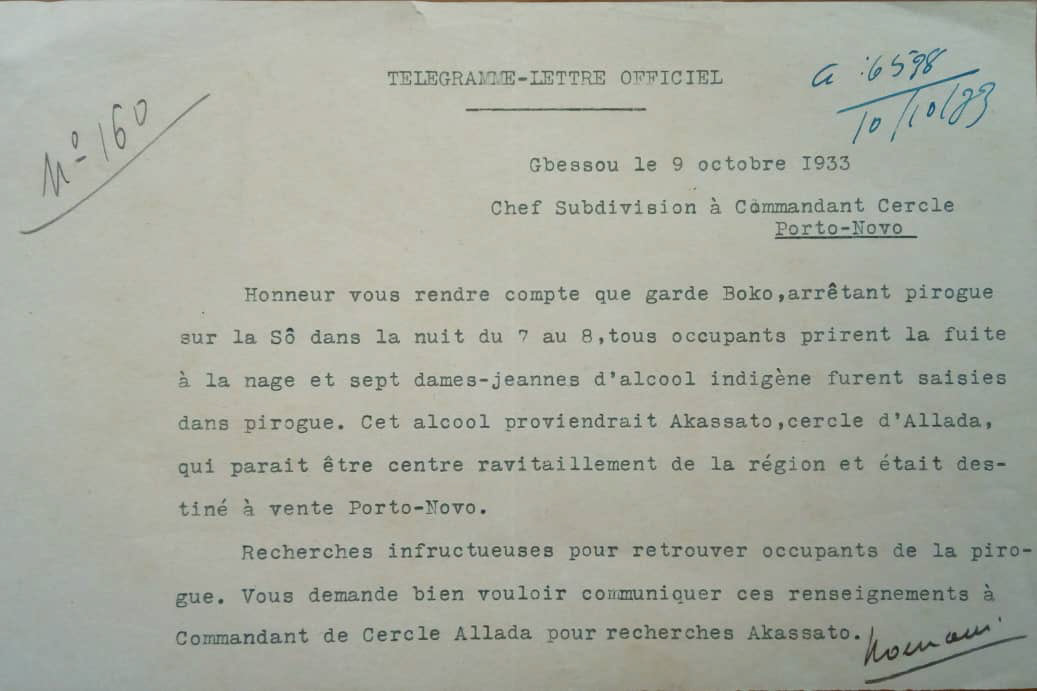 TELEGRAMME-LETTRE OFFICIEL
a :6598
10/10/33
N° 160
Gbessou le 9 octobre I933
Chef Subdivision à Commandant Cercle
Porto-Novo
Honneur vous rendre compte que garde Boko,arrêtant pirogue
sur la Sô dans la nuit du 7 au 8,tous occupants prirent la fuite
à la nage et sept dames-jeannes d'alcool indigène furent saisies
dans pirogue. Cet alcool proviendrait Akassato,cercle d'Allada,
qui parait être centre ravitaillement de la région et était des-
tiné à vente Porto-Novo.
Recherches infructueuses pour retrouver occupants de la piro-
gue. Vous demande bien vouloir communiquer ces renseignements à
Commandant de Cercle Allada pour recherches Akassato.